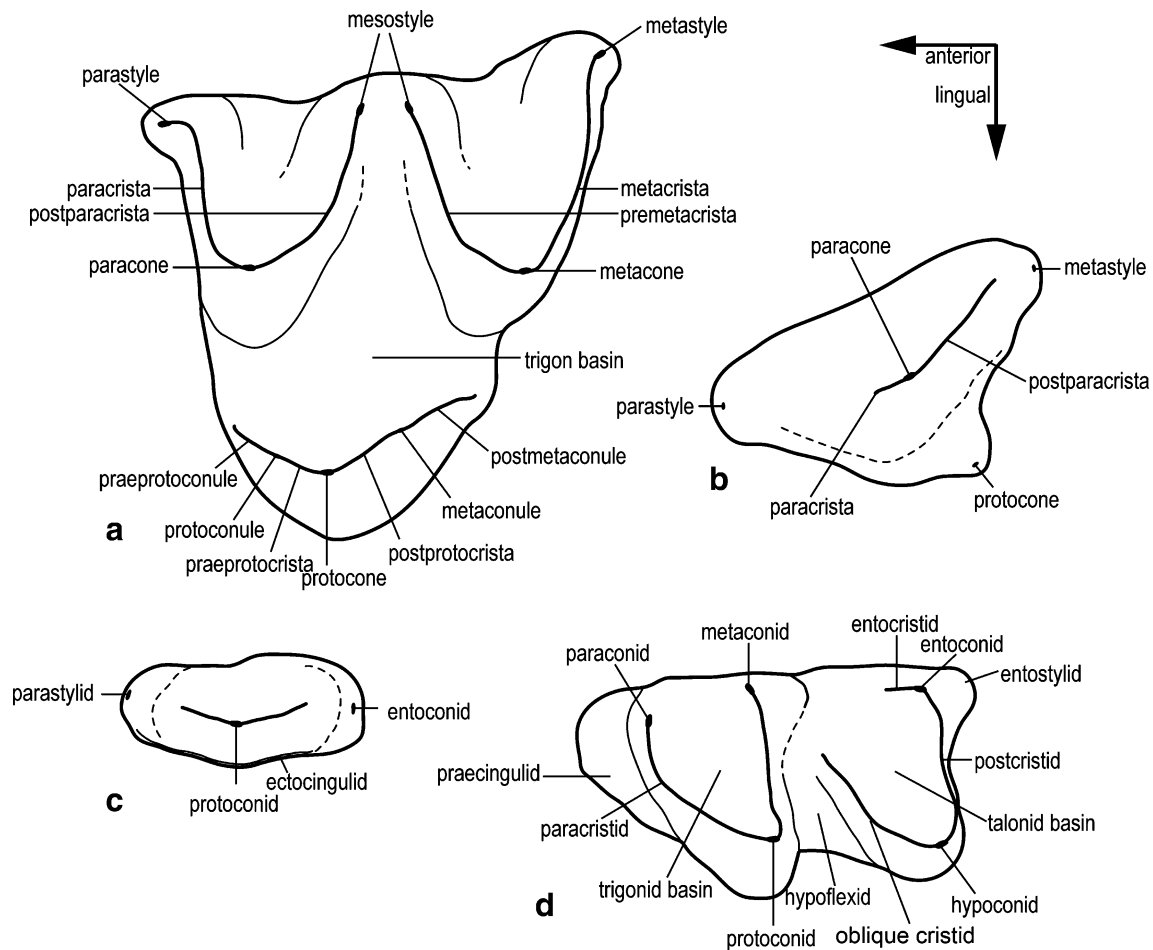 mesostyle
metastyle
parastyle
anterior
lingual
paracrista
postparacrista
paracone
metacrista
premetacrista
metacone
trigon basin
praeprotoconule
protoconule
praeprotocrista
protocone
postprotocrista
metaconule
postmetaconule
a
paracone
metastyle
postparacrista
parastyle
paracrista
protocone
b
parastylid
entoconid
ectocingulid
protoconid
c
metaconid
paraconid
entocristid
entoconid
entostylid
praecingulid
postcristid
paracristid
talonid basin
trigonid basin
hypoflexid
hypoconid
protoconid
oblique cristid
d